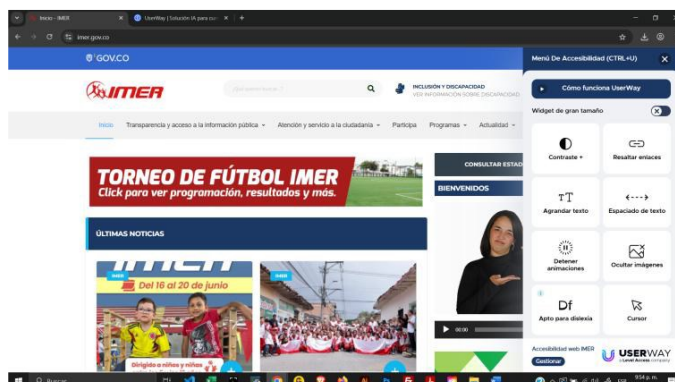 Inicio - IMER
UserWay | Solución IA para cu
imer.gov.co
GOV.CO
IMER
INCLUSIÓN Y DISCAPACIDAD
VER INFORMACIÓN SOBRE DISCAPACIDAD
Inicio
Transparencia y acceso a la información pública
Atención y servicio a la ciudadanía
Participa
Programas
Actualidad
TORNEO DE FÚTBOL IMER
Click para ver programación, resultados y más.
CONSULTAR ESTAD
BIENVENIDOS
00:00
ÚLTIMAS NOTICIAS
IMER
Del 16 al 20 de junio
Dirigido a niños y niñas
IMER
Menú De Accesibilidad (CTRL+U)
Cómo funciona UserWay
Widget de gran tamaño
Contraste +
Resaltar enlaces
Agrandar texto
Espaciado de texto
Detener
animaciones
Ocultar imágenes
Df
Apto para dislexia
Cursor
Accesibilidad web IMER
Gestionar
USERWAY
Level Access company
Buscar
ESP
9:54 p. m.